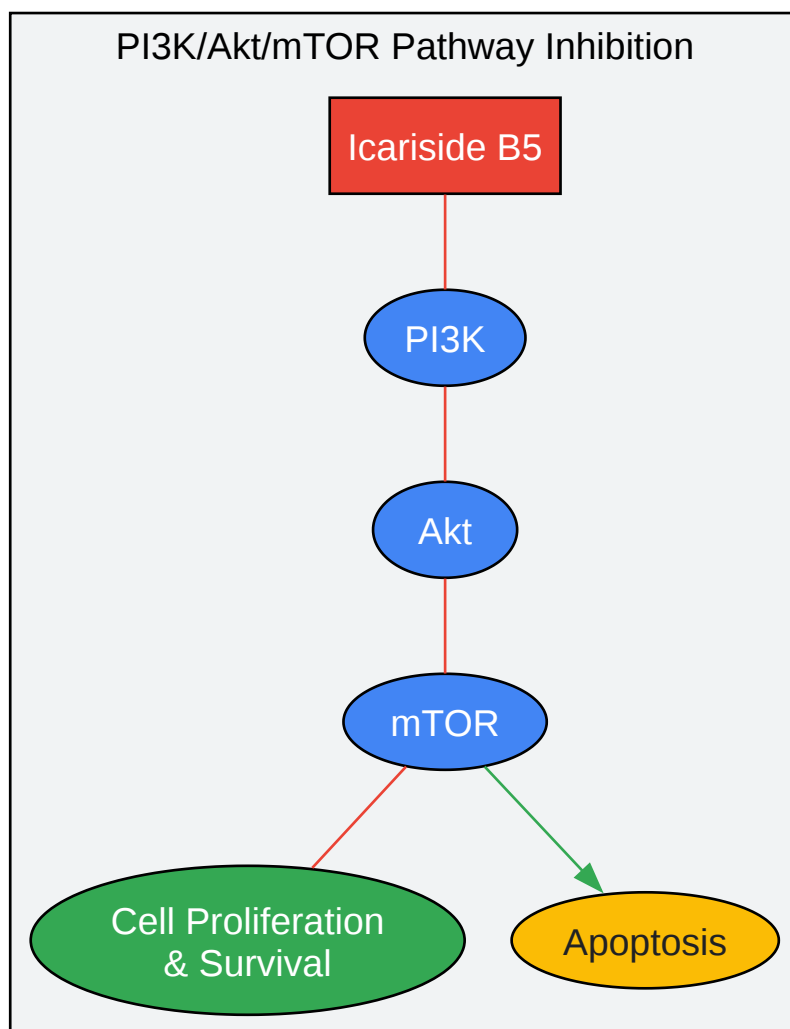 PI3K/Akt/mTOR Pathway Inhibition
Icariside B5
PI3K
Akt
mTOR
Cell Proliferation
& Survival
Apoptosis